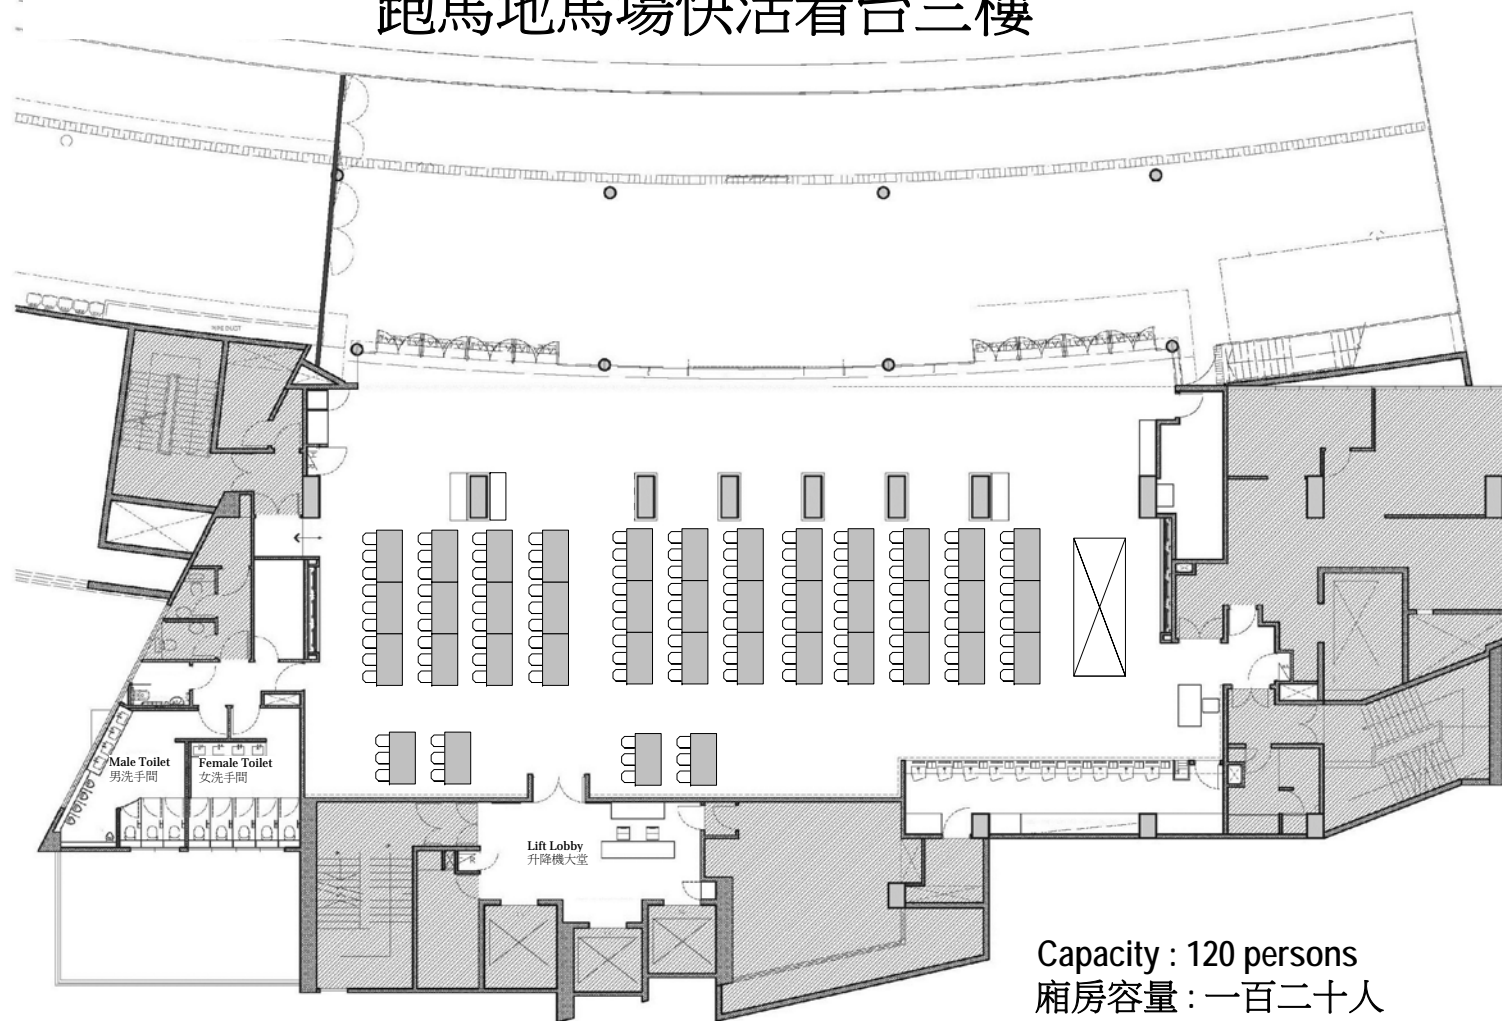 跑馬地馬場快活看台三樓
PIPE DUCT
Male Toilet
男洗手間
Female Toilet
女洗手間
Lift Lobby
升降機大堂
Capacity : 120 persons
廂房容量 : 一百二十人